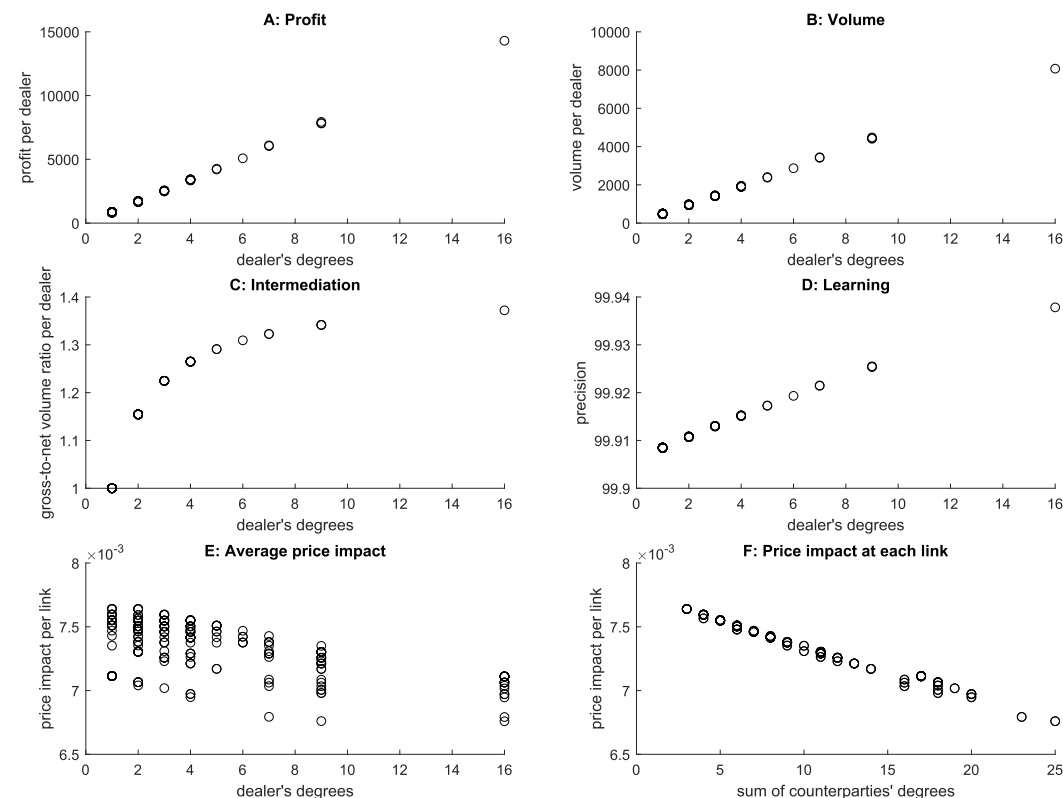 A: Profit
15000
10000
5000
0
profit per dealer
0 2 4 6 8 10 12 14 16
dealer's degrees
B: Volume
10000
8000
6000
4000
2000
0
volume per dealer
0 2 4 6 8 10 12 14 16
dealer's degrees
C: Intermediation
1.4
1.3
1.2
1.1
1
gross-to-net volume ratio per dealer
0 2 4 6 8 10 12 14 16
dealer's degrees
D: Learning
99.94
99.93
99.92
99.91
99.9
precision
0 2 4 6 8 10 12 14 16
dealer's degrees
E: Average price impact
×10-3
8
7.5
7
6.5
price impact per link
0 2 4 6 8 10 12 14 16
dealer's degrees
F: Price impact at each link
×10-3
8
7.5
7
6.5
price impact per link
0 5 10 15 20 25
sum of counterparties' degrees